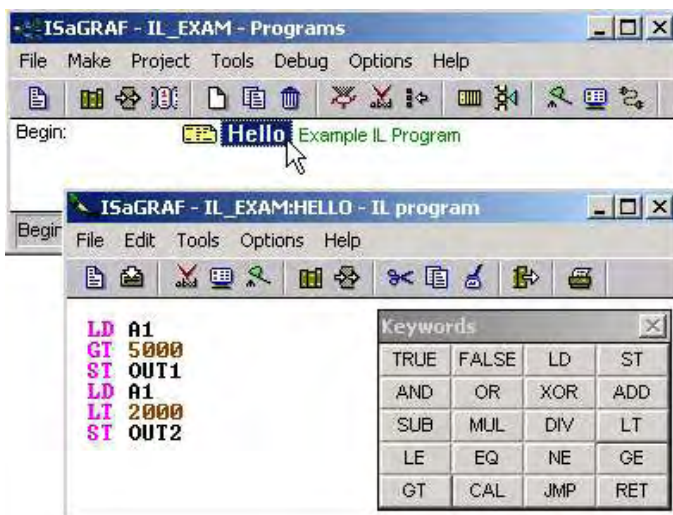 ISaGRAF - IL_EXAM - Programs
File Make Project Tools Debug Options Help
Begin: Hello Example IL Program
Begin
ISaGRAF - IL_EXAM:HELLO - IL program
File Edit Tools Options Help
LD A1
GT 5000
ST OUT1
LD A1
LT 2000
ST OUT2
Keywords
TRUE FALSE LD ST
AND OR XOR ADD
SUB MUL DIV LT
LE EQ NE GE
GT CAL JMP RET